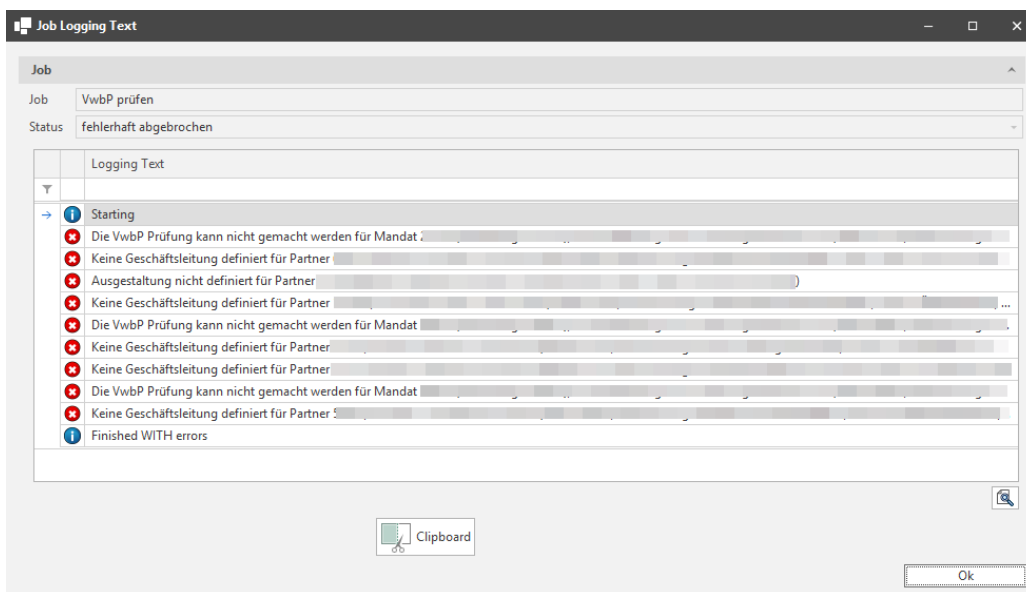 Job Logging Text
Job
Job VwbP prüfen
Status fehlerhaft abgebrochen
Logging Text
Starting
Die VwbP Prüfung kann nicht gemacht werden für Mandat
Keine Geschäftsleitung definiert für Partner
Ausgestaltung nicht definiert für Partner )
Keine Geschäftsleitung definiert für Partner ...
Die VwbP Prüfung kann nicht gemacht werden für Mandat
Keine Geschäftsleitung definiert für Partner
Keine Geschäftsleitung definiert für Partner
Die VwbP Prüfung kann nicht gemacht werden für Mandat
Keine Geschäftsleitung definiert für Partner
Finished WITH errors
Clipboard
Ok